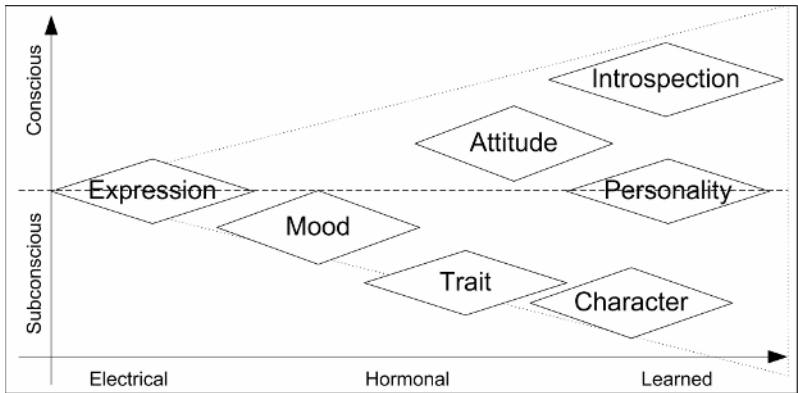 Conscious
Introspection
Attitude
Expression
Personality
Mood
Subconscious
Trait
Character
Electrical
Hormonal
Learned